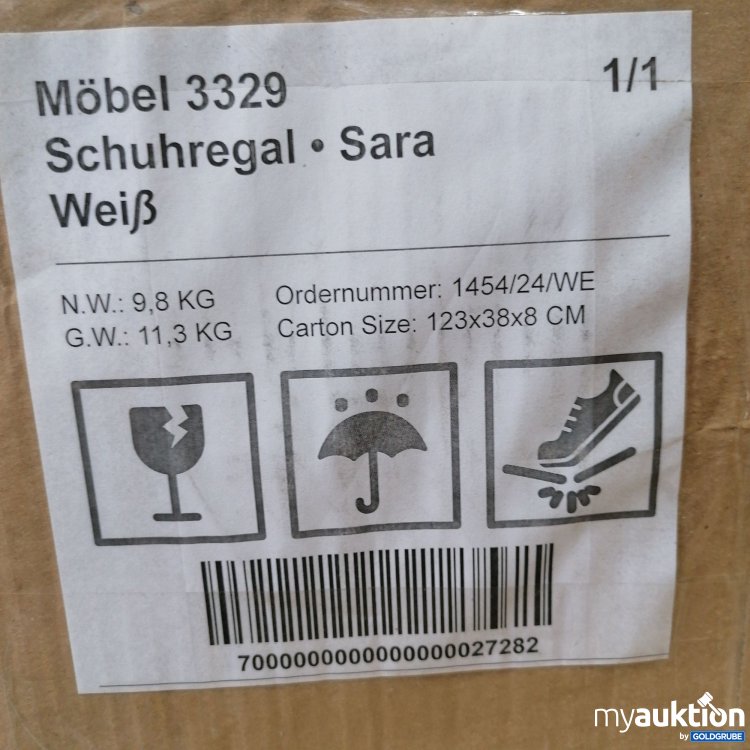 Möbel 3329
1/1
Schuhregal • Sara
Weiß
N.W.: 9,8 KG
Ordernummer: 1454/24/WE
G.W.: 11,3 KG
Carton Size: 123x38x8 CM
7000000000000000027282
myauktion
by GOLDGRUBE